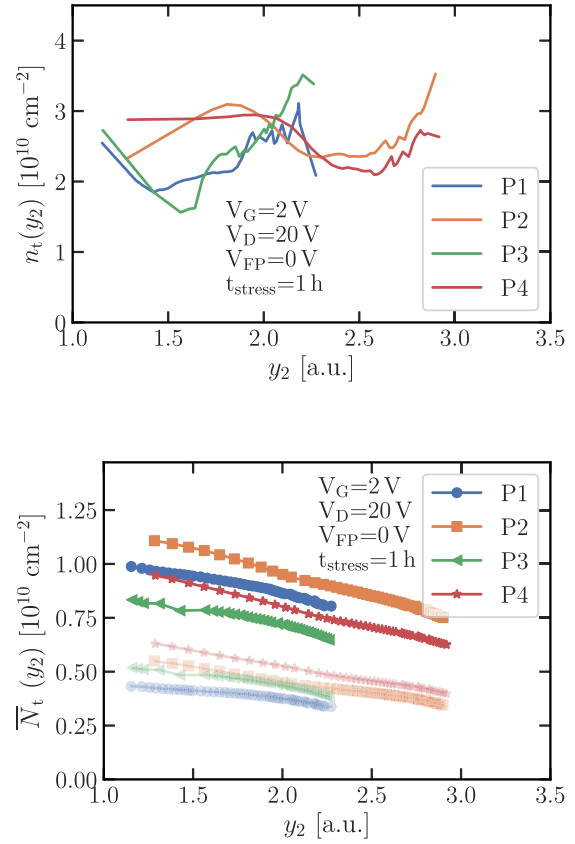 4
3
2
1
0
1.0 1.5 2.0 2.5 3.0 3.5
n_t(y_2) [10^10 cm^−2]
y_2 [a.u.]
V_G=2 V
V_D=20 V
V_FP=0 V
t_stress=1 h
P1
P2
P3
P4
1.25
1.00
0.75
0.50
0.25
0.00
1.0 1.5 2.0 2.5 3.0 3.5
N̅_t (y_2) [10^10 cm^−2]
y_2 [a.u.]
V_G=2 V
V_D=20 V
V_FP=0 V
t_stress=1 h
P1
P2
P3
P4